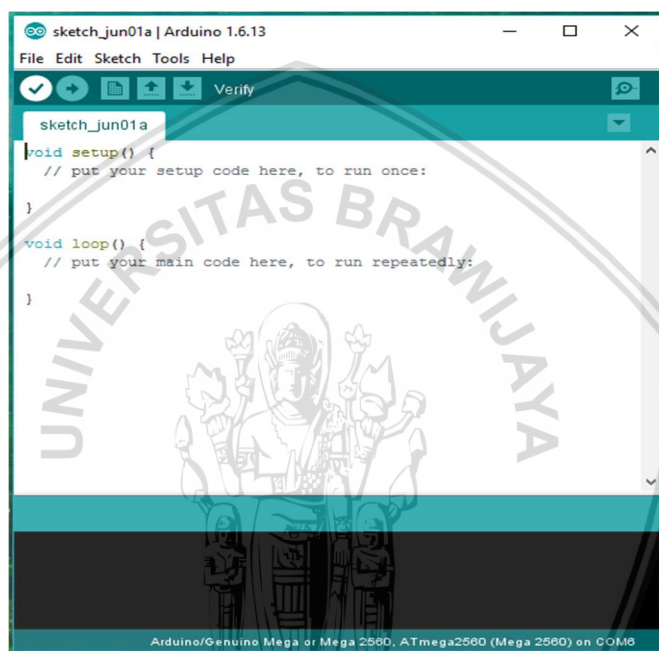 sketch_jun01a | Arduino 1.6.13
File Edit Sketch Tools Help
Verify
sketch_jun01a
void setup() {
// put your setup code here, to run once:
}
void loop() {
// put your main code here, to run repeatedly:
}
UNIVERSITAS BRAWIJAYA
Arduino/Genuino Mega or Mega 2560, ATmega2560 (Mega 2560) on COM6